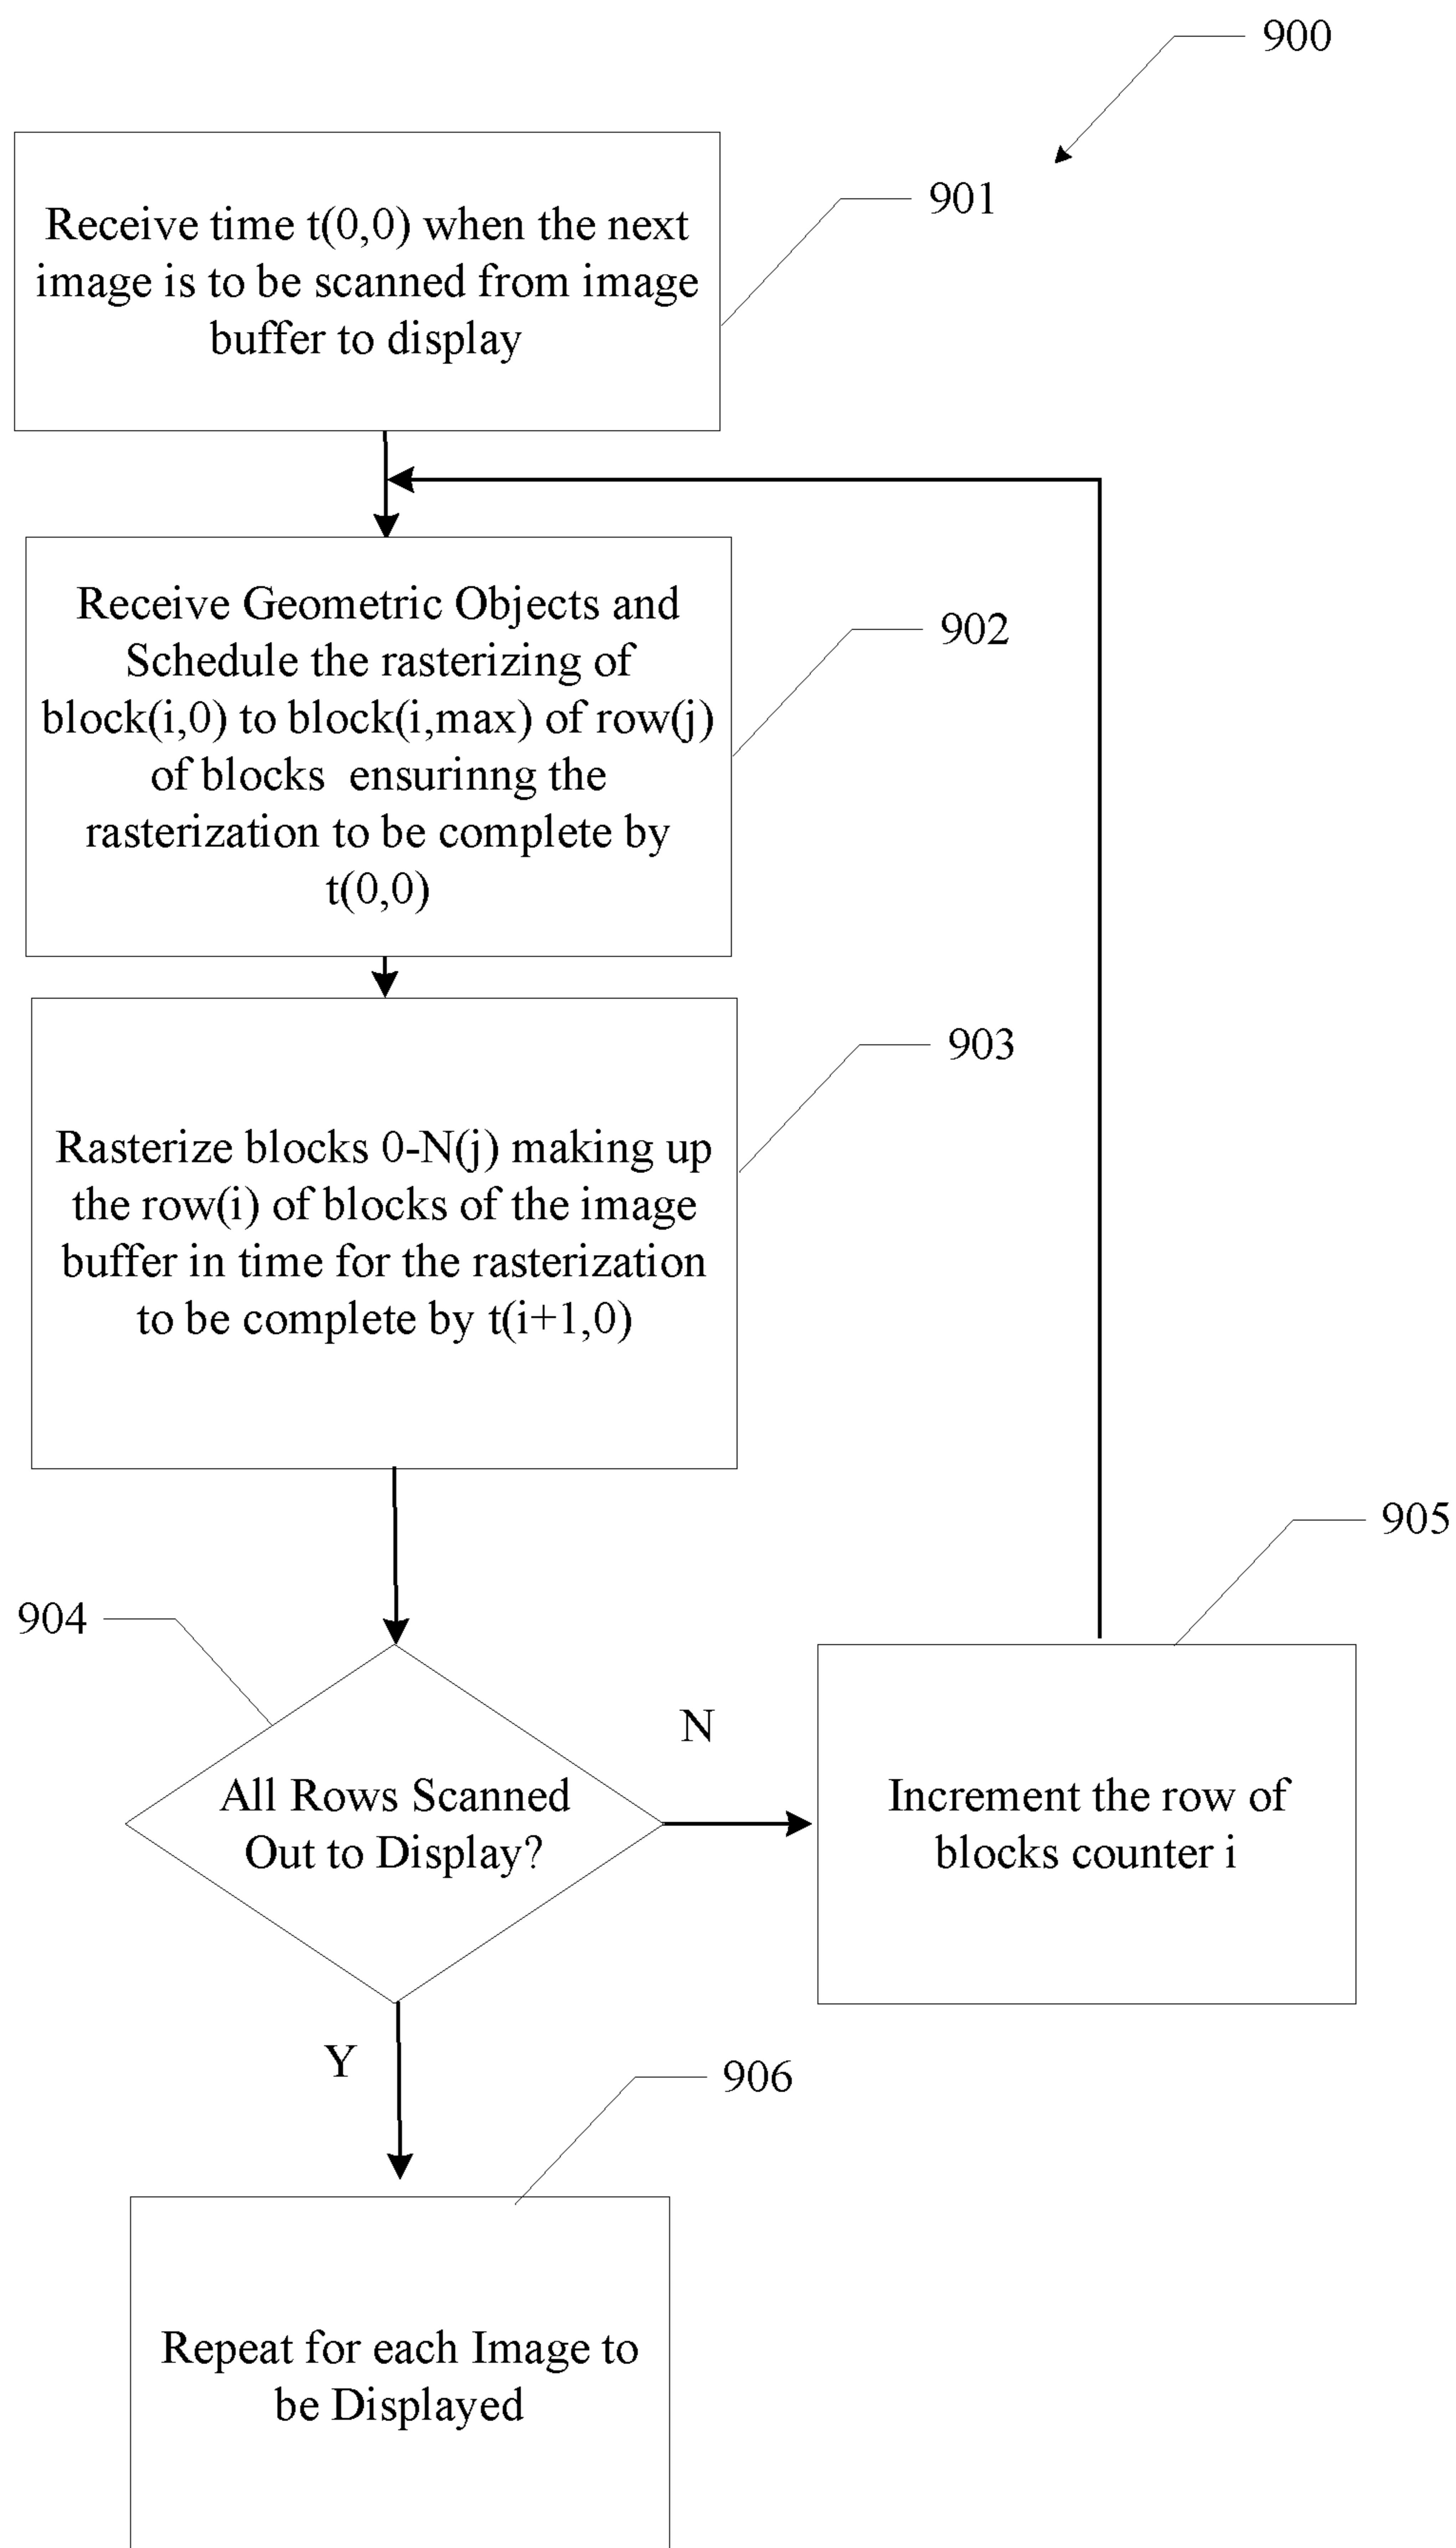 900
901
Receive time t(0,0) when the next
image is to be scanned from image
buffer to display
902
Receive Geometric Objects and
Schedule the rasterizing of
block(i,0) to block(i,max) of row(j)
of blocks ensurinng the
rasterization to be complete by
t(0,0)
903
Rasterize blocks 0-N(j) making up
the row(i) of blocks of the image
buffer in time for the rasterization
to be complete by t(i+1,0)
904
All Rows Scanned
Out to Display?
N
905
Increment the row of
blocks counter i
Y
906
Repeat for each Image to
be Displayed